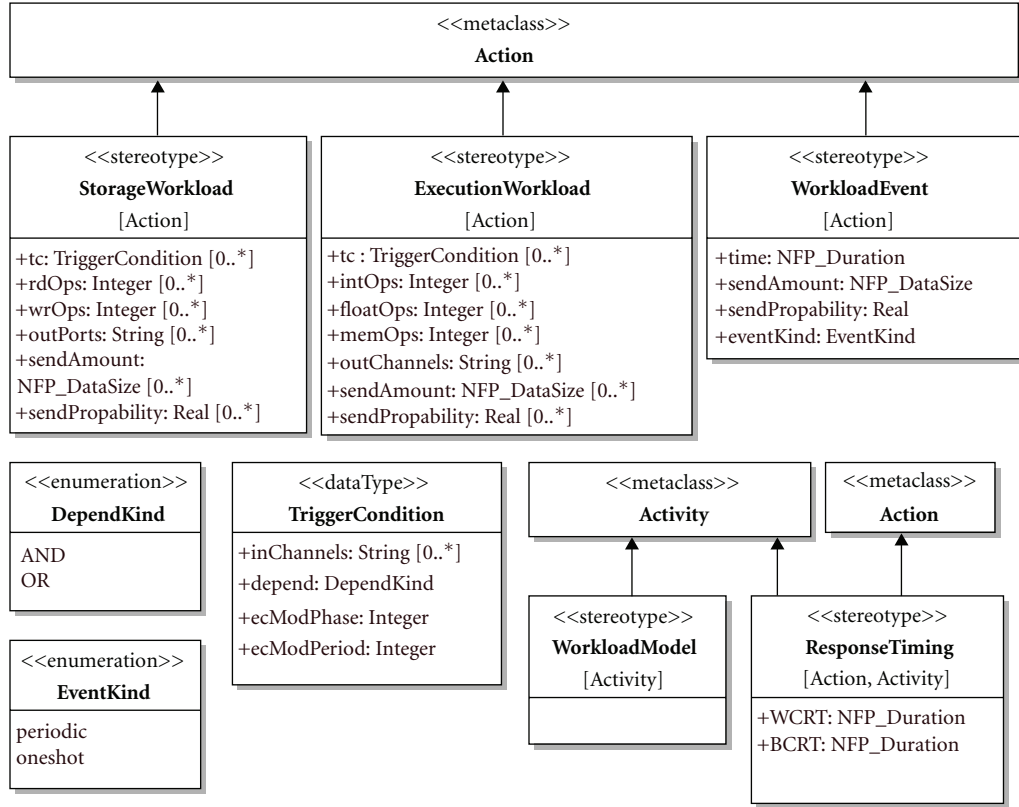 <<metaclass>>
Action
<<stereotype>>
StorageWorkload
[Action]
+tc: TriggerCondition [0..*]
+rdOps: Integer [0..*]
+wrOps: Integer [0..*]
+outPorts: String [0..*]
+sendAmount:
NFP_DataSize [0..*]
+sendPropability: Real [0..*]
<<stereotype>>
ExecutionWorkload
[Action]
+tc : TriggerCondition [0..*]
+intOps: Integer [0..*]
+floatOps: Integer [0..*]
+memOps: Integer [0..*]
+outChannels: String [0..*]
+sendAmount: NFP_DataSize [0..*]
+sendPropability: Real [0..*]
<<stereotype>>
WorkloadEvent
[Action]
+time: NFP_Duration
+sendAmount: NFP_DataSize
+sendPropability: Real
+eventKind: EventKind
<<enumeration>>
DependKind
AND
OR
<<enumeration>>
EventKind
periodic
oneshot
<<dataType>>
TriggerCondition
+inChannels: String [0..*]
+depend: DependKind
+ecModPhase: Integer
+ecModPeriod: Integer
<<metaclass>>
Activity
<<metaclass>>
Action
<<stereotype>>
WorkloadModel
[Activity]
<<stereotype>>
ResponseTiming
[Action, Activity]
+WCRT: NFP_Duration
+BCRT: NFP_Duration